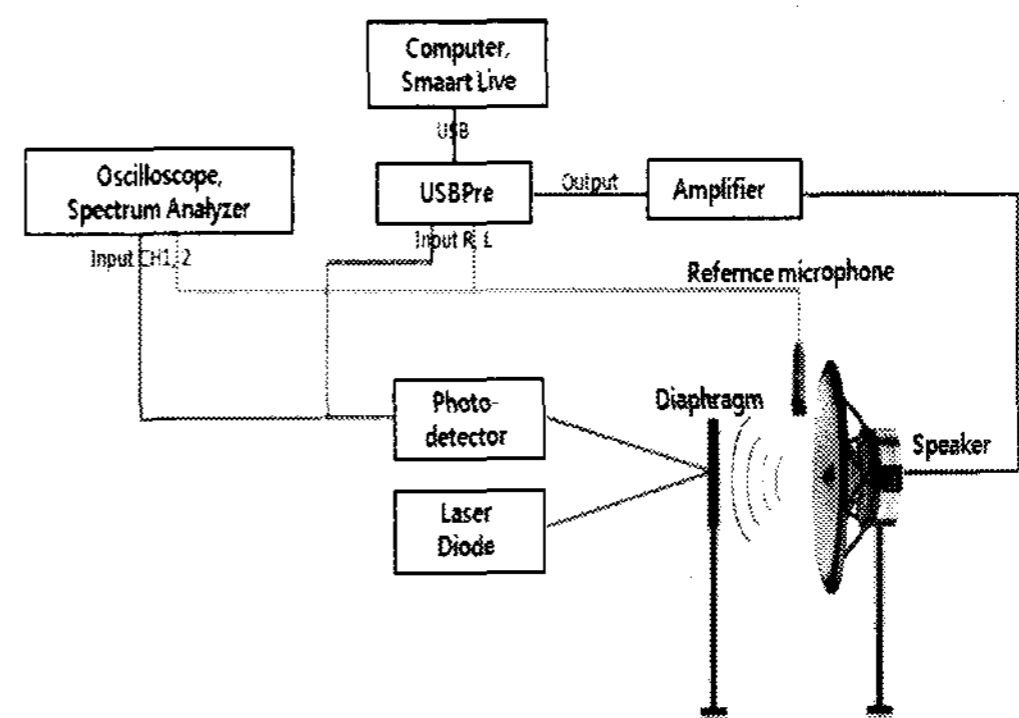 Computer,
Smaart Live
USB
Oscilloscope,
Spectrum Analyzer
USBPre
Output
Amplifier
Input CH1, 2
Input R, L
Refernce microphone
Photo-
detector
Diaphragm
Speaker
Laser
Diode